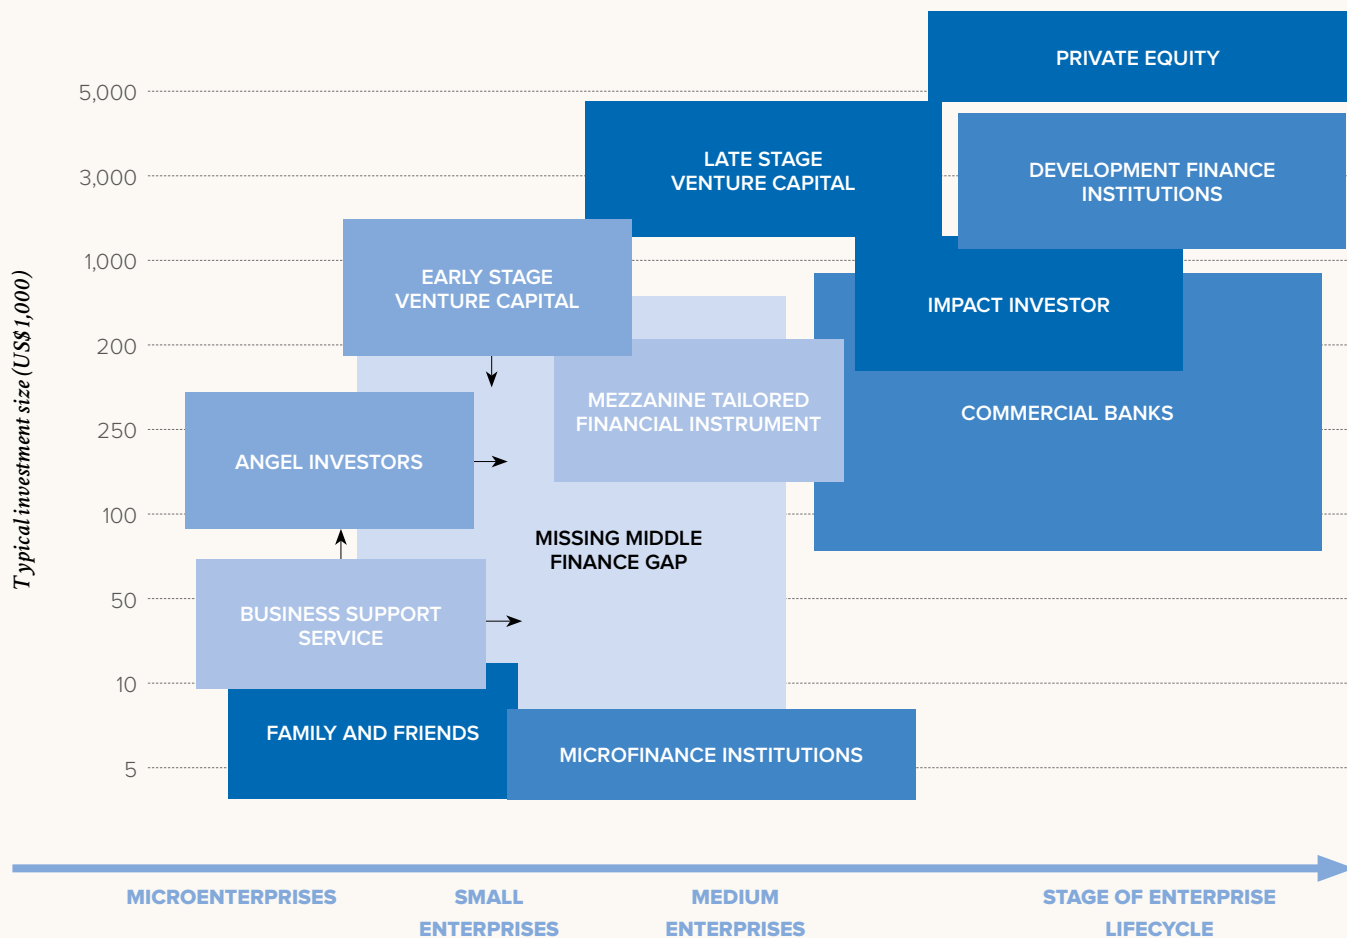 PRIVATE EQUITY
5,000
LATE STAGE
VENTURE CAPITAL
DEVELOPMENT FINANCE
INSTITUTIONS
3,000
1,000
EARLY STAGE
VENTURE CAPITAL
IMPACT INVESTOR
200
MEZZANINE TAILORED
FINANCIAL INSTRUMENT
COMMERCIAL BANKS
250
ANGEL INVESTORS
100
MISSING MIDDLE
FINANCE GAP
50
BUSINESS SUPPORT
SERVICE
10
FAMILY AND FRIENDS
MICROFINANCE INSTITUTIONS
5
Typical investment size (US$1,000)
MICROENTERPRISES
SMALL
ENTERPRISES
MEDIUM
ENTERPRISES
STAGE OF ENTERPRISE
LIFECYCLE